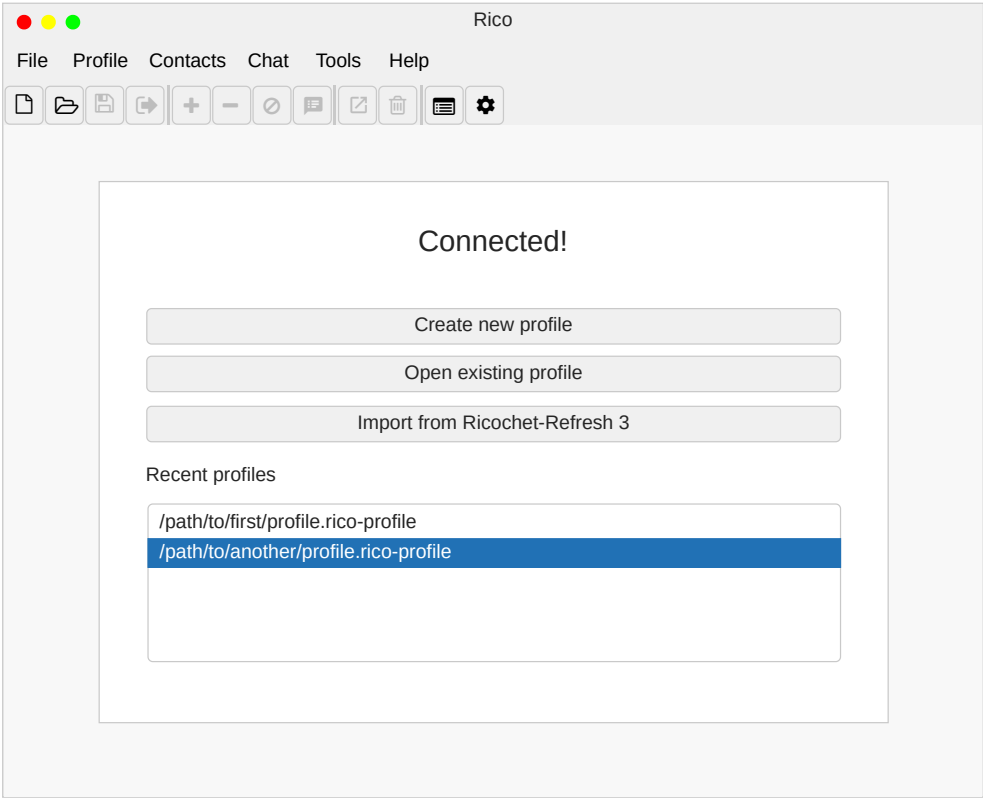 Rico
File Profile Contacts Chat Tools Help
Connected!
Create new profile
Open existing profile
Import from Ricochet-Refresh 3
Recent profiles
/path/to/first/profile.rico-profile
/path/to/another/profile.rico-profile